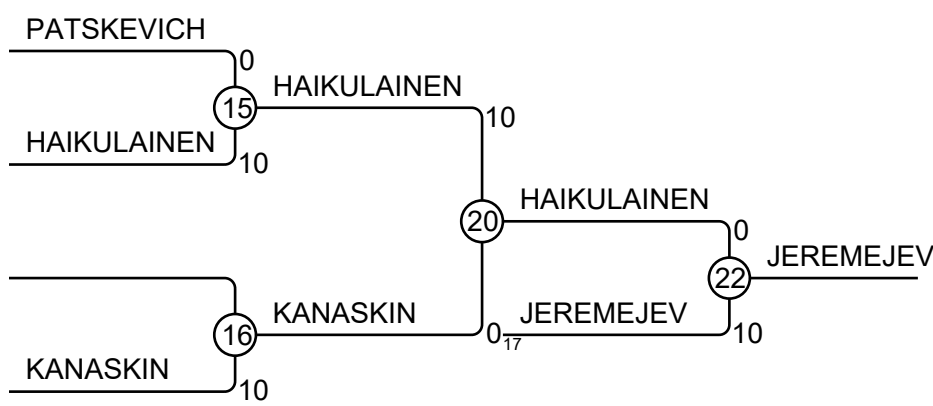 PATSKEVICH
0
15
HAIKULAINEN
10
HAIKULAINEN
10
20
HAIKULAINEN
0
22
JEREMEJEV
16
KANASKIN
0
17
JEREMEJEV
10
KANASKIN
10